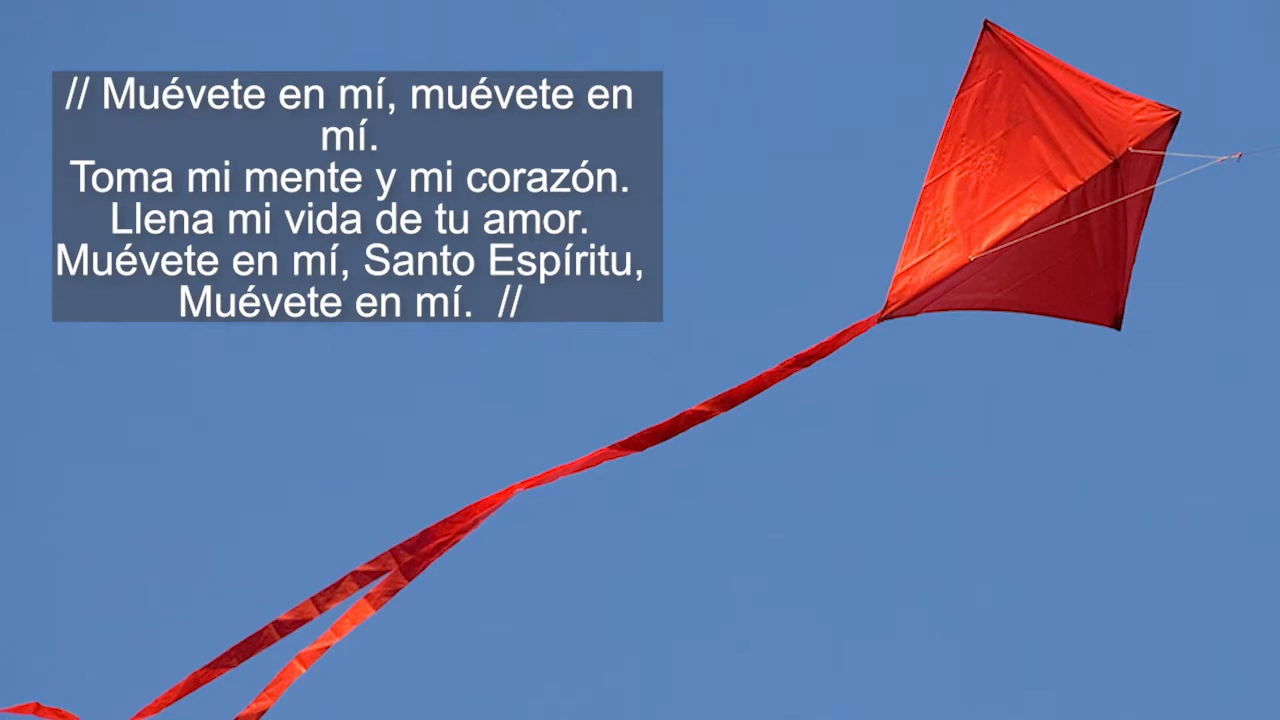 // Muévete en mí, muévete en
mí.
Toma mi mente y mi corazón.
Llena mi vida de tu amor.
Muévete en mí, Santo Espíritu,
Muévete en mí.  //